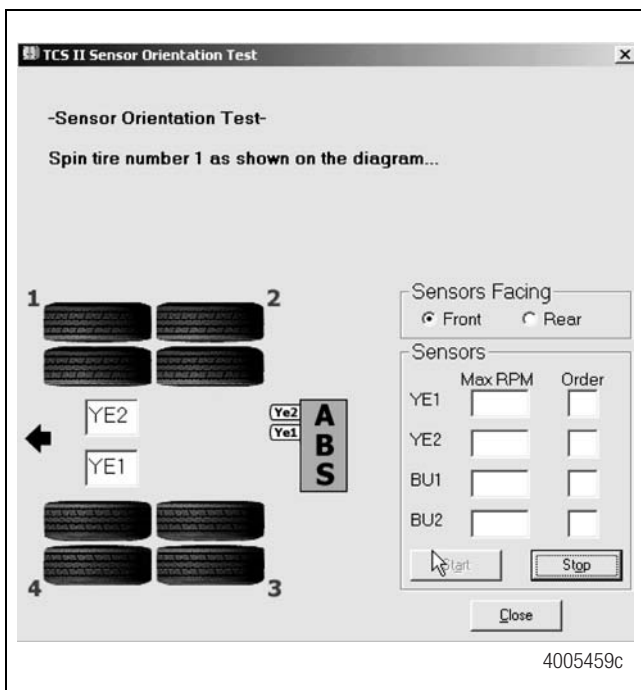 TCS II Sensor Orientation Test
-Sensor Orientation Test-
Spin tire number 1 as shown on the diagram...
1
2
YE2
YE1
Ye2
Ye1
A
B
S
4
3
Sensors Facing
Front Rear
Sensors
Max RPM Order
YE1
YE2
BU1
BU2
Start Stop
Close
4005459c